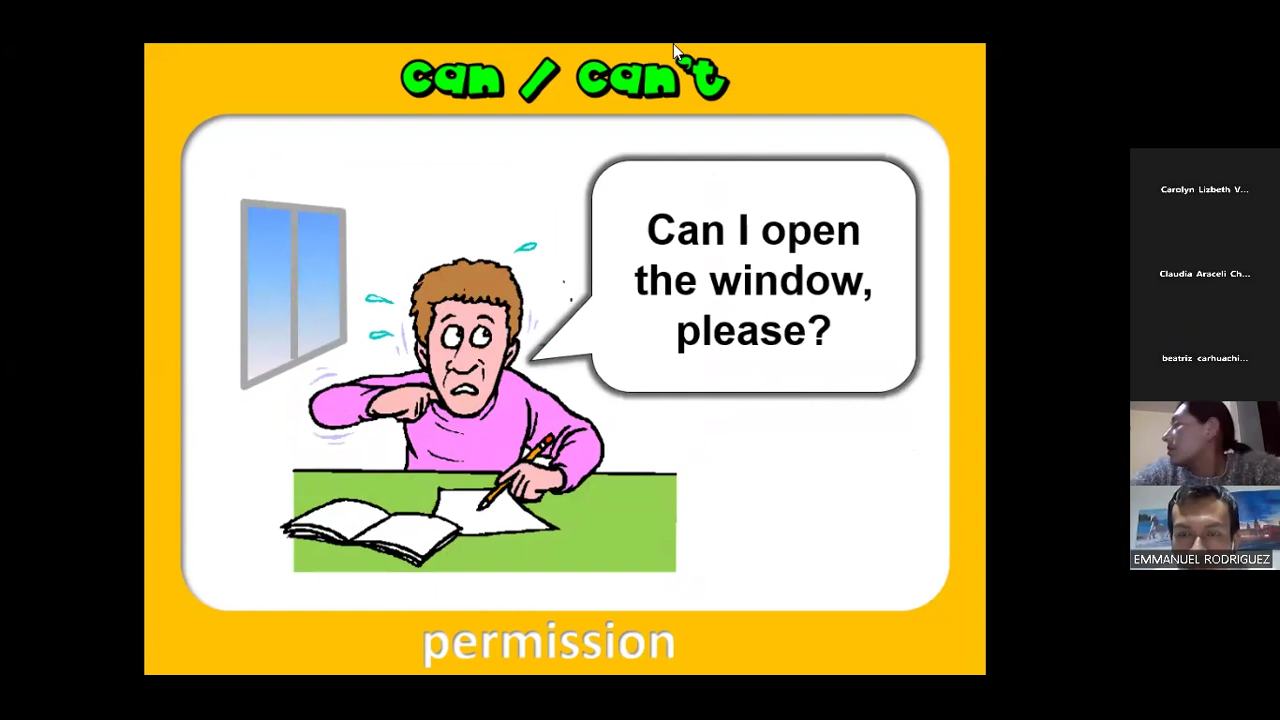 can / can't
Can I open
the window,
please?
permission
Carolyn Lizbeth V...
Claudia Araceli Ch...
beatriz carhuachi...
EMMANUEL RODRIGUEZ